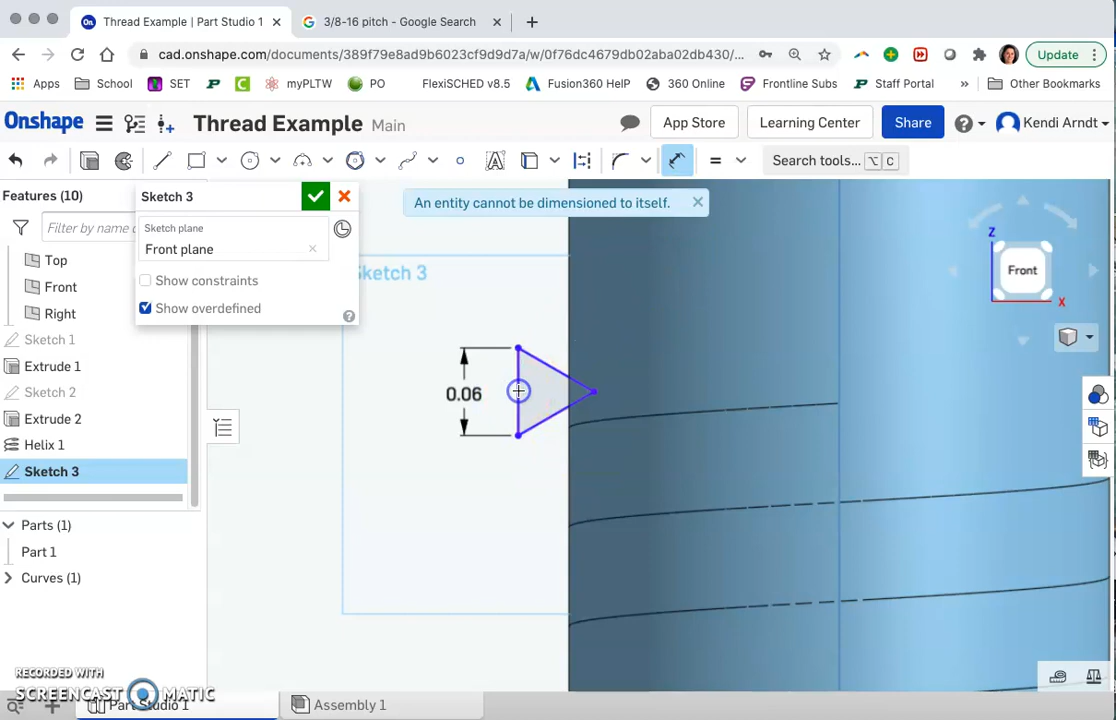 Thread Example | Part Studio 1
3/8-16 pitch - Google Search
cad.onshape.com/documents/389f79e8ad9b6023cf9d9d7a/w/0f76dc4679db02aba02db430/...
Update
Apps
School
SET
myPLTW
PO
FlexiSCHED v8.5
Fusion360 HelP
360 Online
Frontline Subs
Staff Portal
»
Other Bookmarks
Onshape
Thread Example Main
App Store
Learning Center
Share
Kendi Arndt
Search tools... ⌥ C
Features (10)
Sketch 3
An entity cannot be dimensioned to itself.
Filter by name o
Sketch plane
Front plane
Show constraints
Show overdefined
Top
Front
Right
Sketch 1
Extrude 1
Sketch 2
Extrude 2
Helix 1
Sketch 3
Parts (1)
Part 1
Curves (1)
Sketch 3
0.06
Z
Front
X
RECORDED WITH
SCREENCAST MATIC
Part Studio 1
Assembly 1